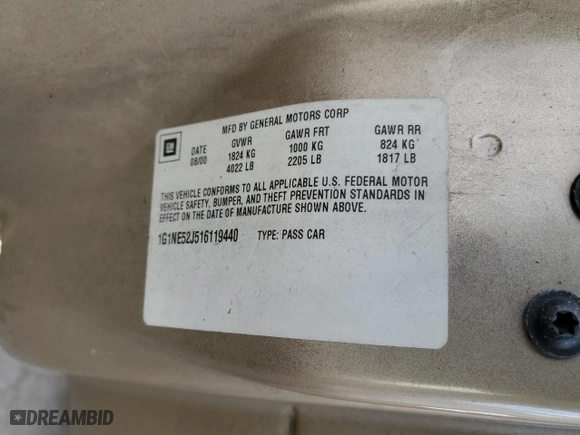 MFD BY GENERAL MOTORS CORP
GM
DATE GVWR GAWR FRT GAWR RR
08/00 1824 KG 1000 KG 824 KG
4022 LB 2205 LB 1817 LB
THIS VEHICLE CONFORMS TO ALL APPLICABLE U.S. FEDERAL MOTOR
VEHICLE SAFETY, BUMPER, AND THEFT PREVENTION STANDARDS IN
EFFECT ON THE DATE OF MANUFACTURE SHOWN ABOVE.
1G1NE52J516119440 TYPE: PASS CAR
DREAMBID